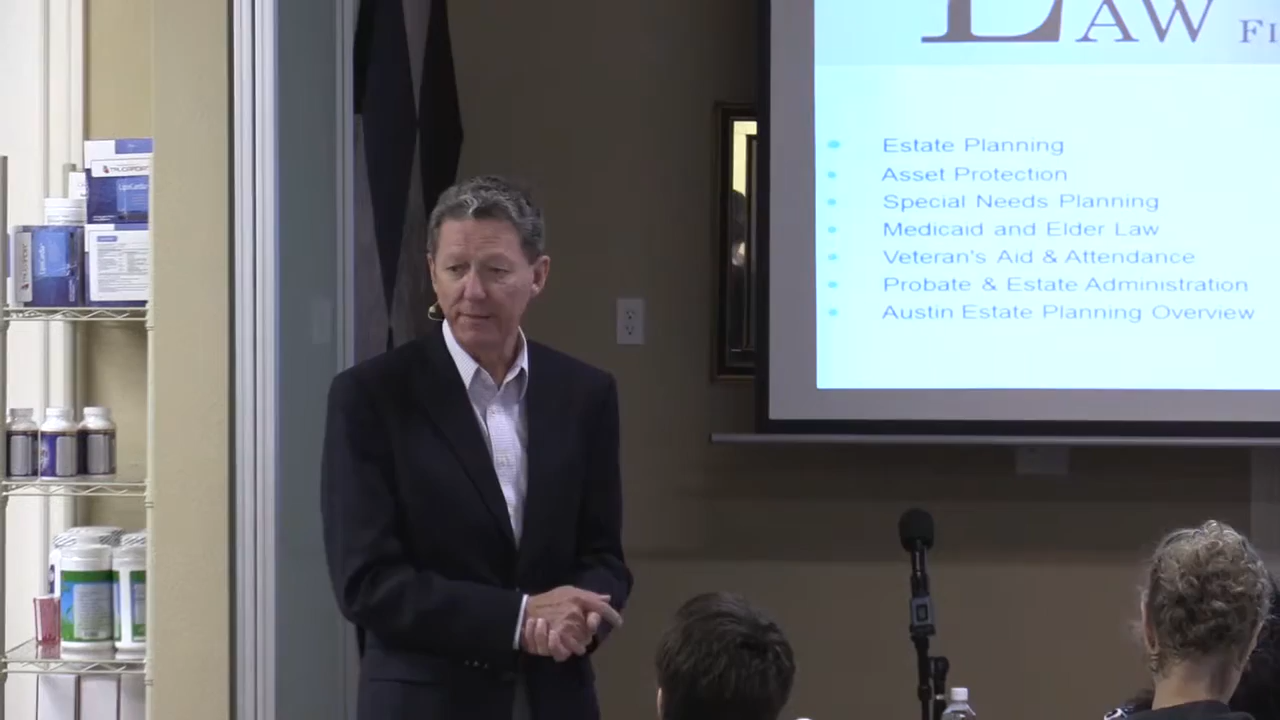 LAW FI
Estate Planning
Asset Protection
Special Needs Planning
Medicaid and Elder Law
Veteran's Aid & Attendance
Probate & Estate Administration
Austin Estate Planning Overview